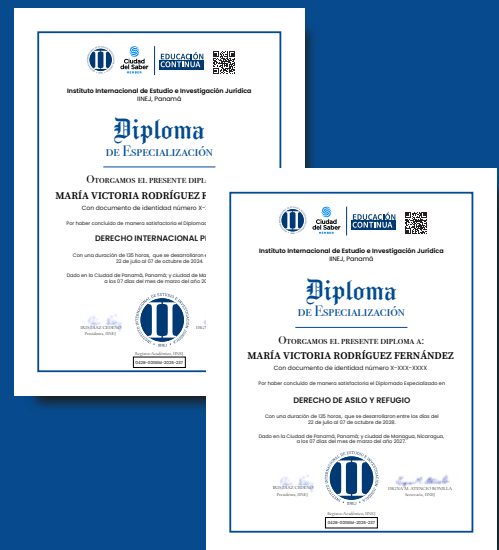 Ciudad
del Saber
MEMBER
EDUCACIÓN
CONTINUA
Instituto Internacional de Estudio e Investigación Jurídica
IINEJ, Panamá
Diploma
DE ESPECIALIZACIÓN
OTORGAMOS EL PRESENTE DIPL
MARÍA VICTORIA RODRÍGUEZ F
Con documento de identidad número X-
Por haber concluido de manera satisfactoria el Diplomad
DERECHO INTERNACIONAL P
Con una duración de 135 horas, que se desarrollaron e
22 de julio al 07 de octubre de 2024.
Dado en la Ciudad de Panamá, Panamá; y ciudad de Ma
a los 07 días del mes de marzo del año 20
Presidenta, IINEJ
Registro Académico, IINEJ
Ciudad
del Saber
MEMBER
EDUCACIÓN
CONTINUA
Instituto Internacional de Estudio e Investigación Jurídica
IINEJ, Panamá
Diploma
DE ESPECIALIZACIÓN
OTORGAMOS EL PRESENTE DIPLOMA A:
MARÍA VICTORIA RODRÍGUEZ FERNÁNDEZ
Con documento de identidad número X-XXX-XXXX
Por haber concluido de manera satisfactoria el Diplomado Especializado en
DERECHO DE ASILO Y REFUGIO
Con una duración de 135 horas, que se desarrollaron entre los días del
22 de julio al 07 de octubre de 2026.
Dado en la Ciudad de Panamá, Panamá; y ciudad de Managua, Nicaragua,
a los 07 días del mes de marzo del año 2027.
Presidenta, IINEJ
Secretaria, IINEJ
Registro Académico, IINEJ